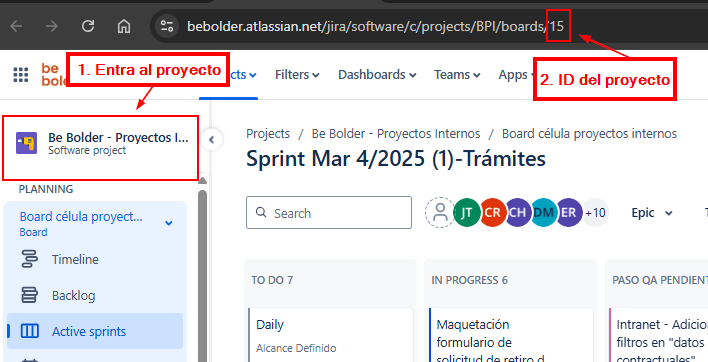 bebolder.atlassian.net/jira/software/c/projects/BPI/boards/15
be
bold
1. Entra al proyecto
cts
Filters
Dashboards
Teams
Apps
2. ID del proyecto
Be Bolder - Proyectos I...
Software project
Projects / Be Bolder - Proyectos Internos / Board célula proyectos internos
Sprint Mar 4/2025 (1)-Trámites
PLANNING
Board célula proyect...
Board
Search
JT
CR
CH
DM
ER
+10
Epic
Timeline
Backlog
Active sprints
TO DO 7
IN PROGRESS 6
PASO QA PENDIENT
Daily
Alcance Definido
Maquetación
formulario de
solicitud de retiro d
Intranet - Adicio
filtros en "datos
contractuales"